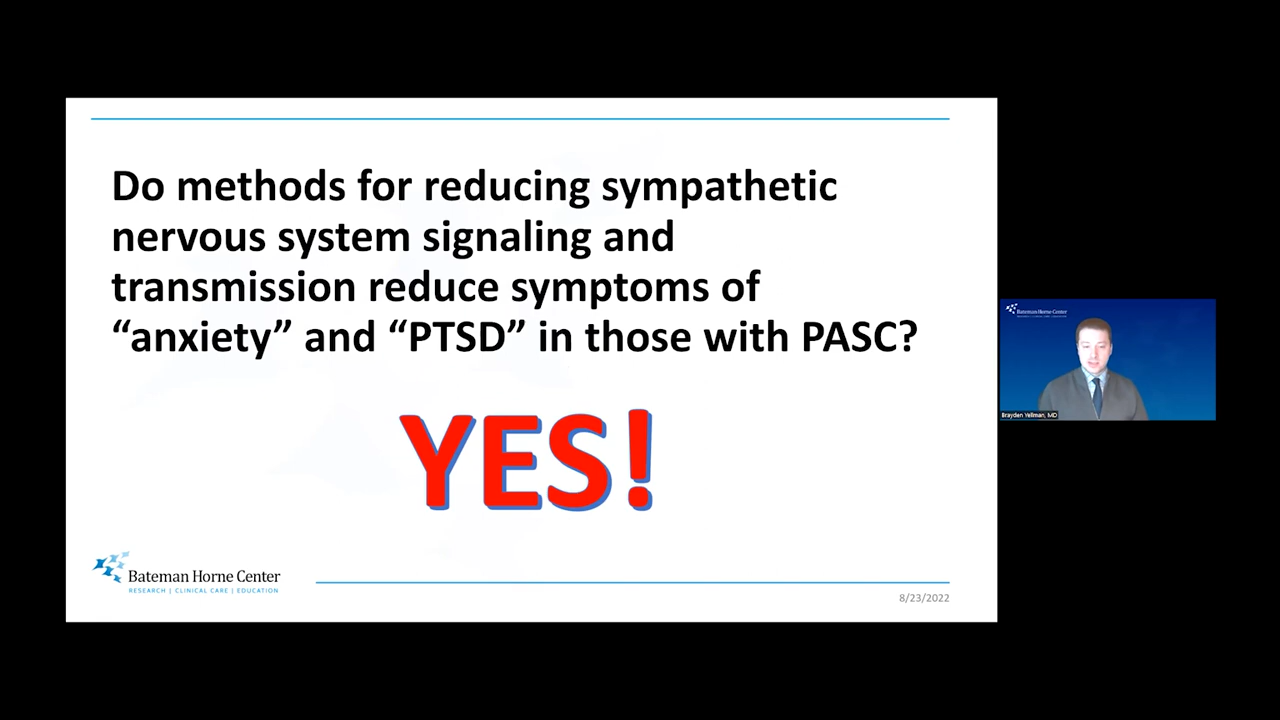 Do methods for reducing sympathetic
nervous system signaling and
transmission reduce symptoms of
“anxiety” and “PTSD” in those with PASC?
YES!
Bateman Horne Center
RESEARCH | CLINICAL CARE | EDUCATION
8/23/2022
Bateman Horne Center
Brayden Yellman, MD